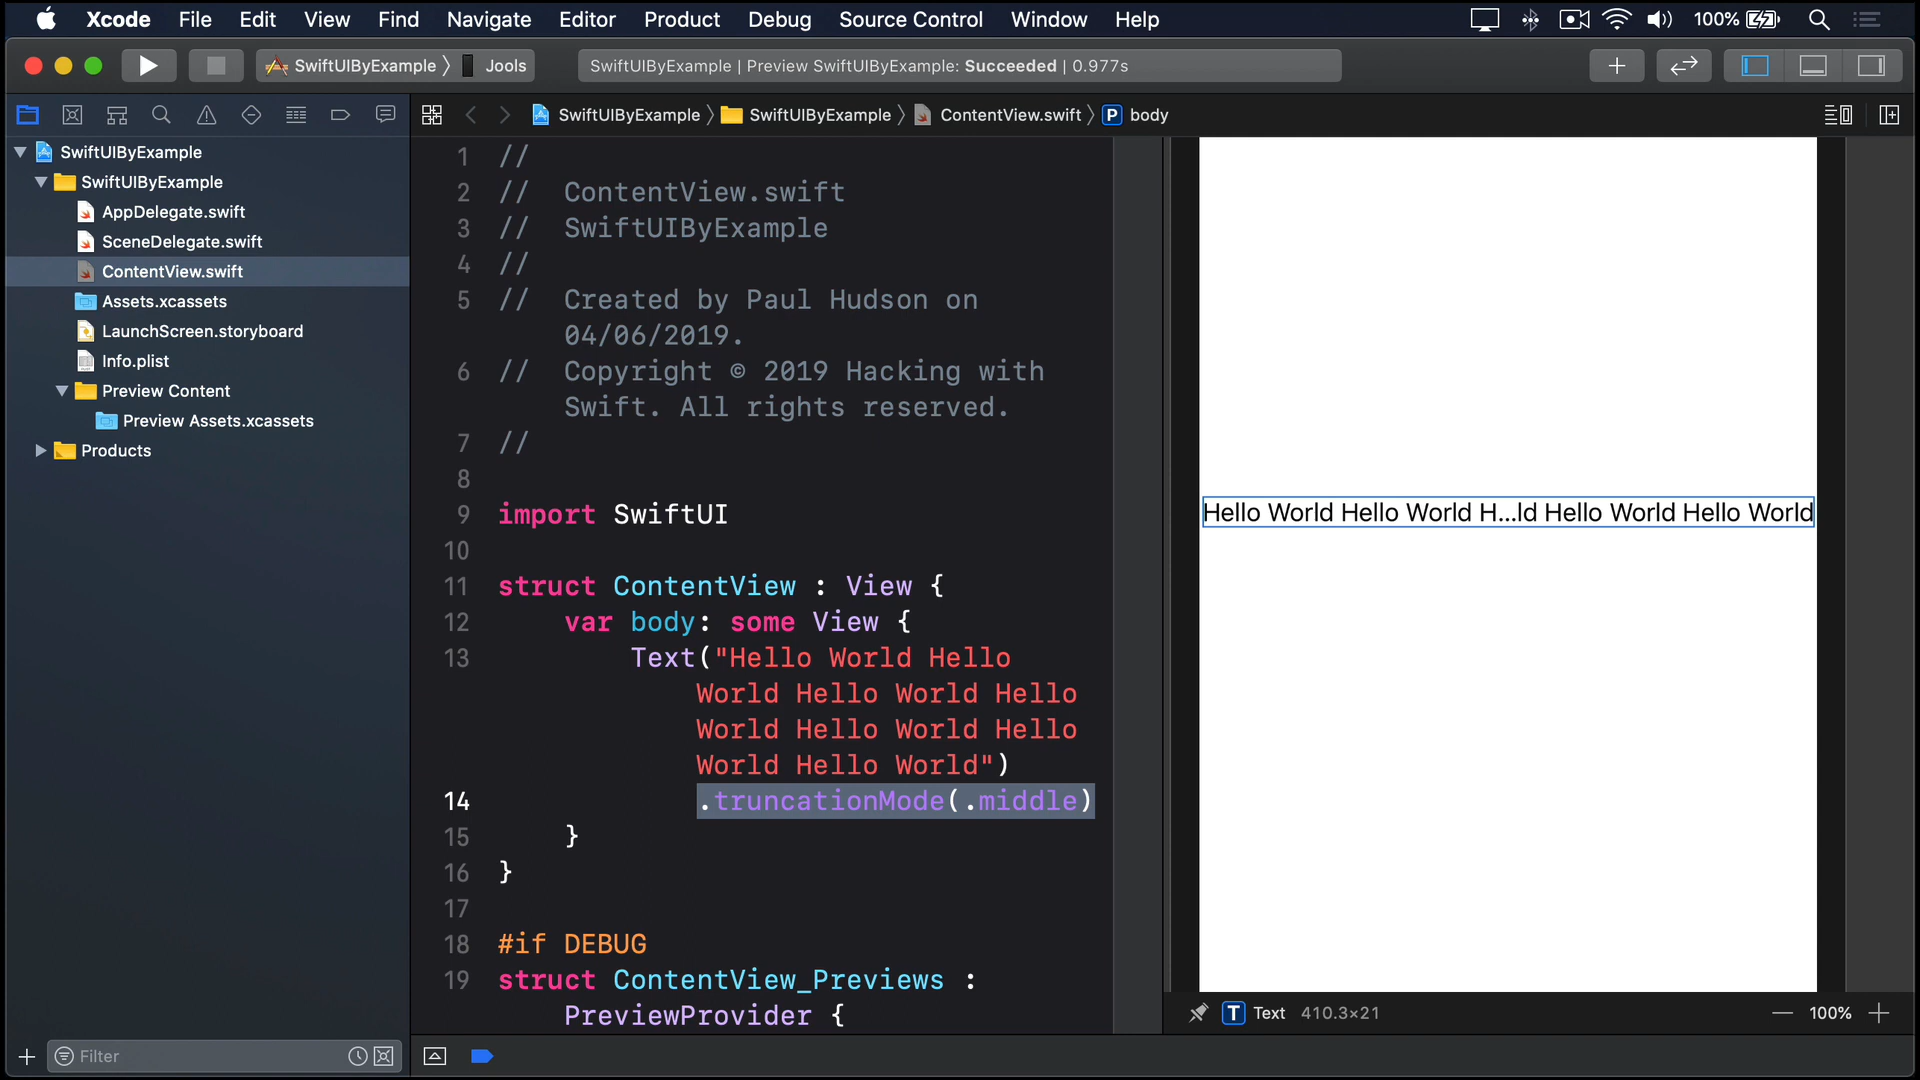 Xcode File Edit View Find Navigate Editor Product Debug Source Control Window Help 100%
SwiftUIByExample Jools SwiftUIByExample | Preview SwiftUIByExample: Succeeded | 0.977s
SwiftUIByExample SwiftUIByExample ContentView.swift P body
SwiftUIByExample
SwiftUIByExample
AppDelegate.swift
SceneDelegate.swift
ContentView.swift
Assets.xcassets
LaunchScreen.storyboard
Info.plist
Preview Content
Preview Assets.xcassets
Products
Filter
1 //
2 // ContentView.swift
3 // SwiftUIByExample
4 //
5 // Created by Paul Hudson on
04/06/2019.
6 // Copyright © 2019 Hacking with
Swift. All rights reserved.
7 //
8
9 import SwiftUI
10
11 struct ContentView : View {
12 var body: some View {
13 Text("Hello World Hello
World Hello World Hello
World Hello World Hello
World Hello World")
14 .truncationMode(.middle)
15 }
16 }
17
18 #if DEBUG
19 struct ContentView_Previews :
PreviewProvider {
Hello World Hello World H...ld Hello World Hello World
T Text 410.3×21 100%